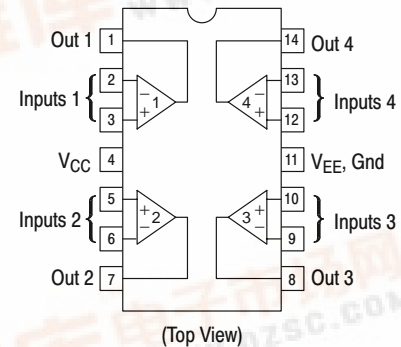 Out 1
1
14
Out 4
Inputs 1
2
3
−
+
1
4
−
+
13
12
Inputs 4
VCC
4
11
VEE, Gnd
Inputs 2
5
6
+
−
2
3
+
−
10
9
Inputs 3
Out 2
7
8
Out 3
(Top View)